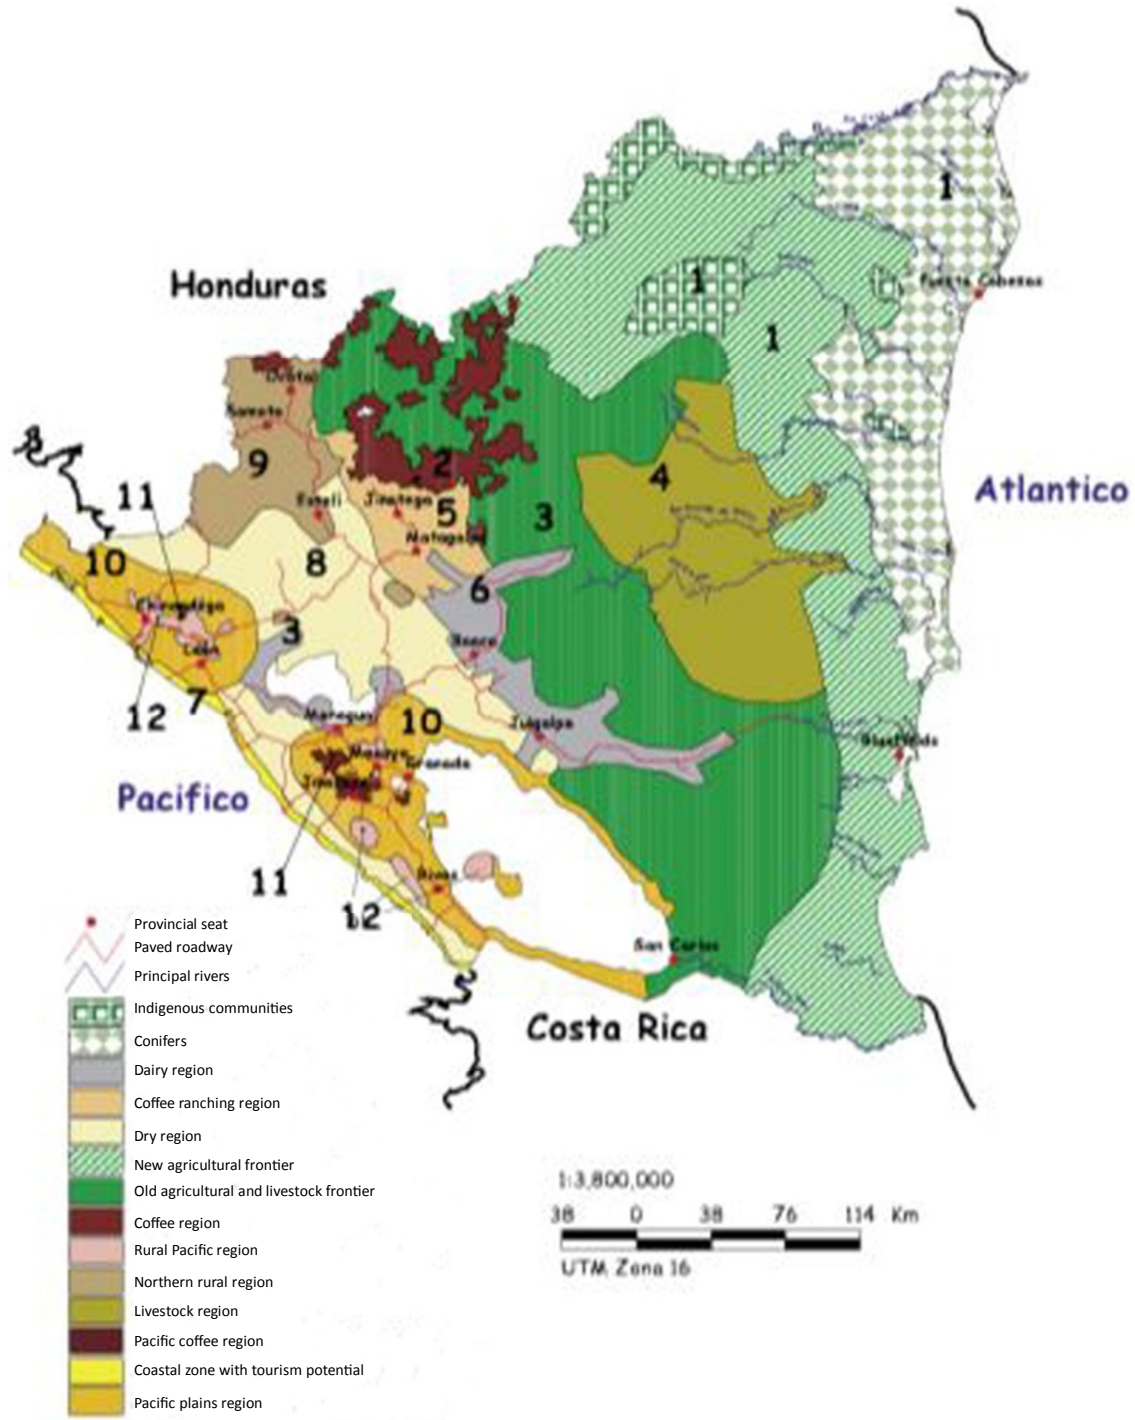 1
Honduras
1
Puerto Cabezas
1
Ocotal
Somoto
9
2
4
Atlantico
11
Esteli
Jinotega
5
3
Matagalpa
10
8
6
Chinandega
3
Boaco
León
7
12
Managua
10
Juigalpa
Bluefields
Masaya
Granada
Jinotepe
Pacifico
11
Rivas
12
San Carlos
Costa Rica
Provincial seat
Paved roadway
Principal rivers
Indigenous communities
Conifers
Dairy region
Coffee ranching region
Dry region
New agricultural frontier
Old agricultural and livestock frontier
Coffee region
Rural Pacific region
Northern rural region
Livestock region
Pacific coffee region
Coastal zone with tourism potential
Pacific plains region
1:3,800,000
38 0 38 76 114 Km
UTM Zona 16